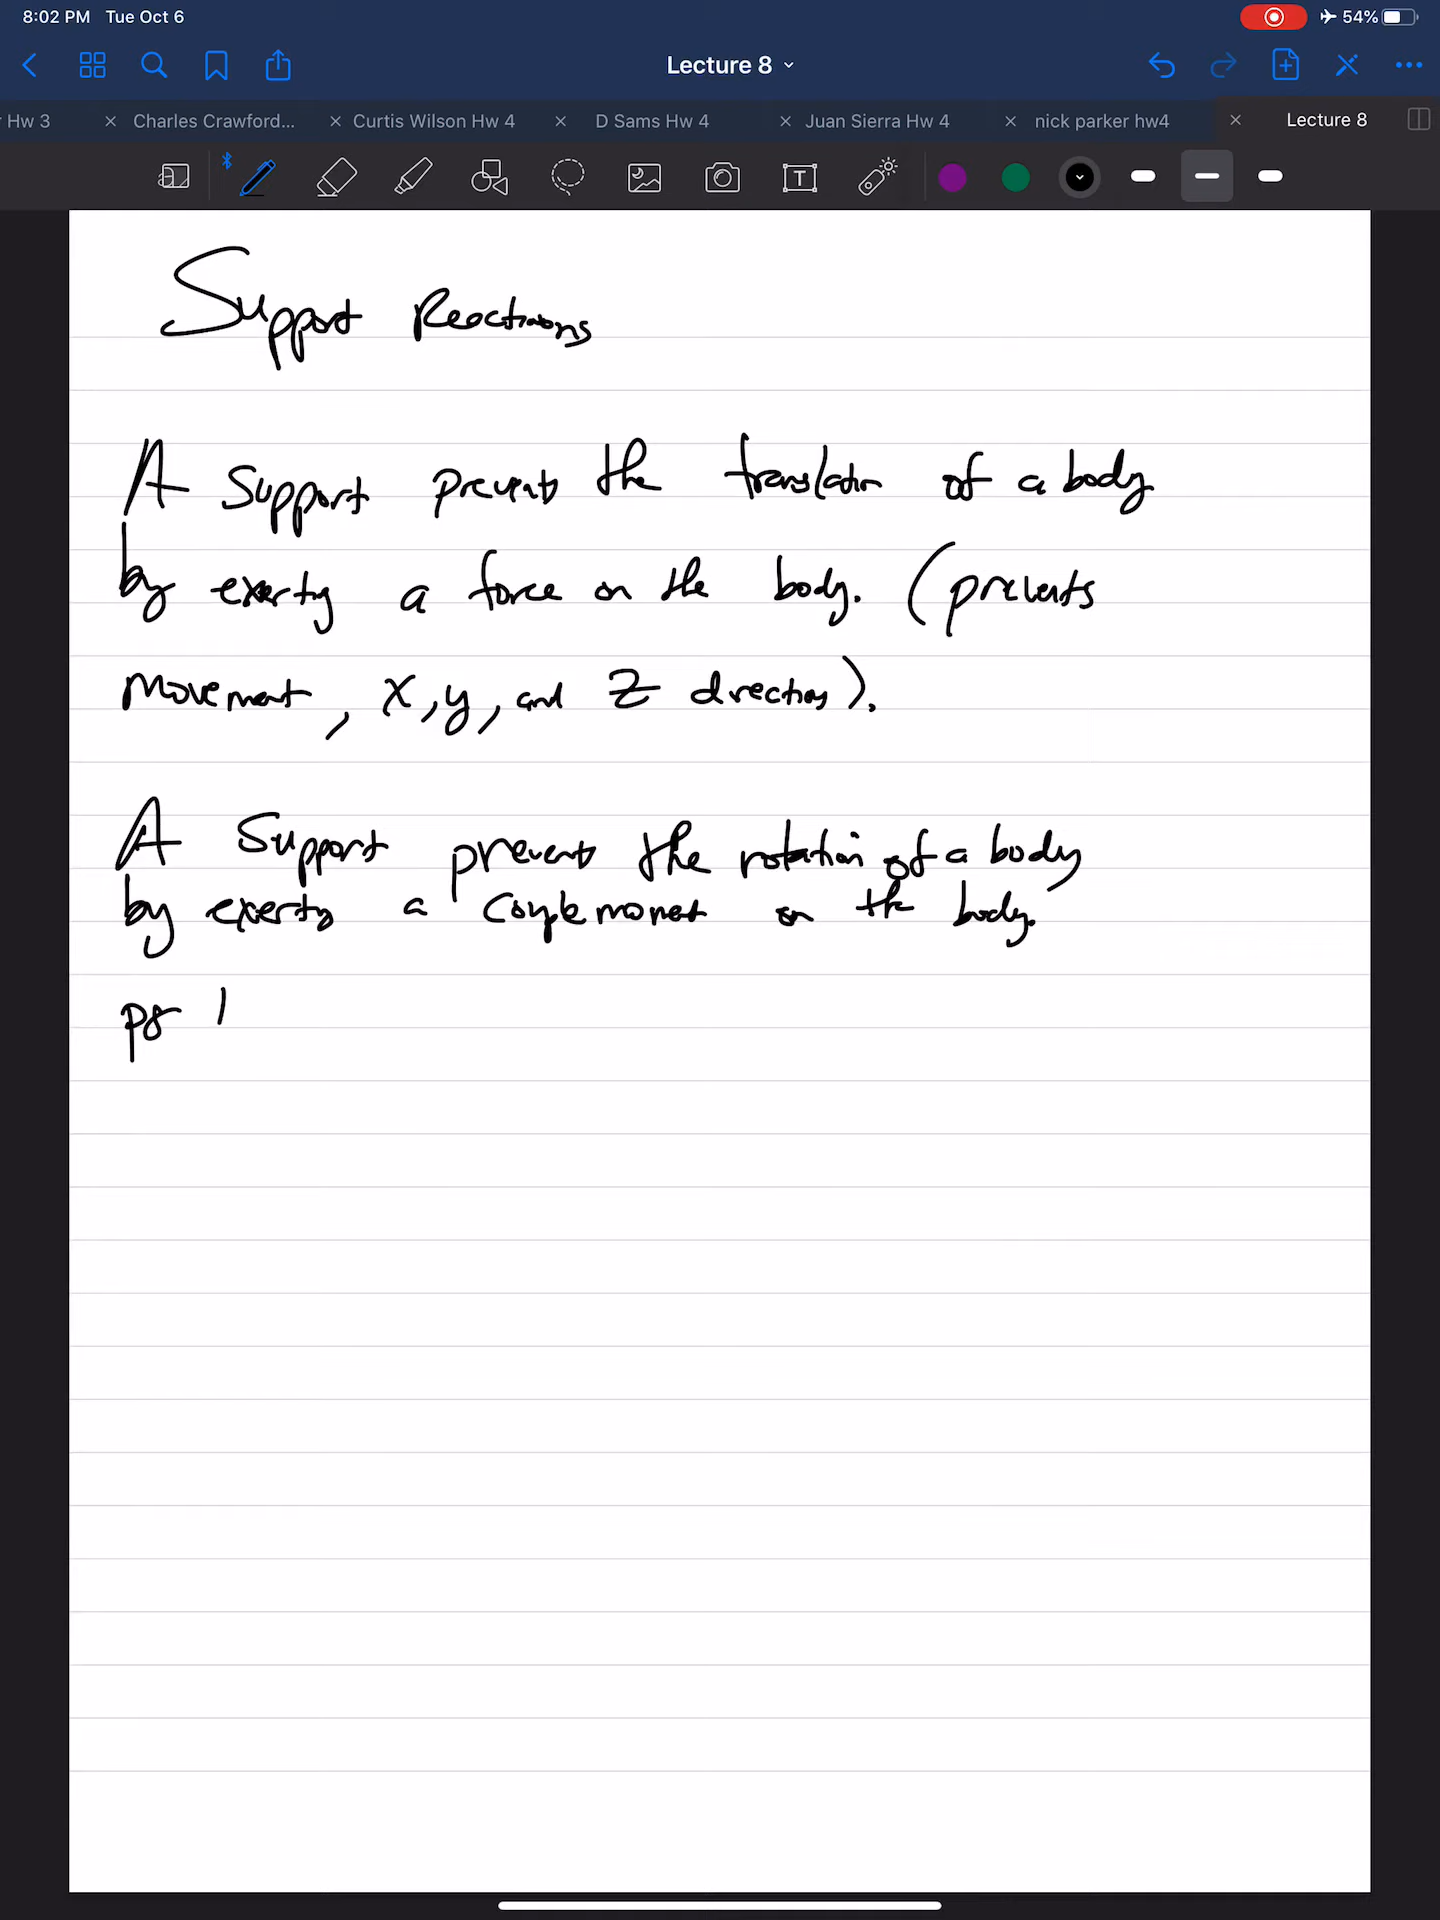 8:02 PM Tue Oct 6
54%
Lecture 8
r Hw 3
Charles Crawford...
Curtis Wilson Hw 4
D Sams Hw 4
Juan Sierra Hw 4
nick parker hw4
Lecture 8
T
Support Reactions
A support prevents the translation of a body
by exerting a force on the body. (prevents
movement, x, y, and z directions).
A support prevents the rotation of a body
by exerting a couple moment on the body.
pg 1